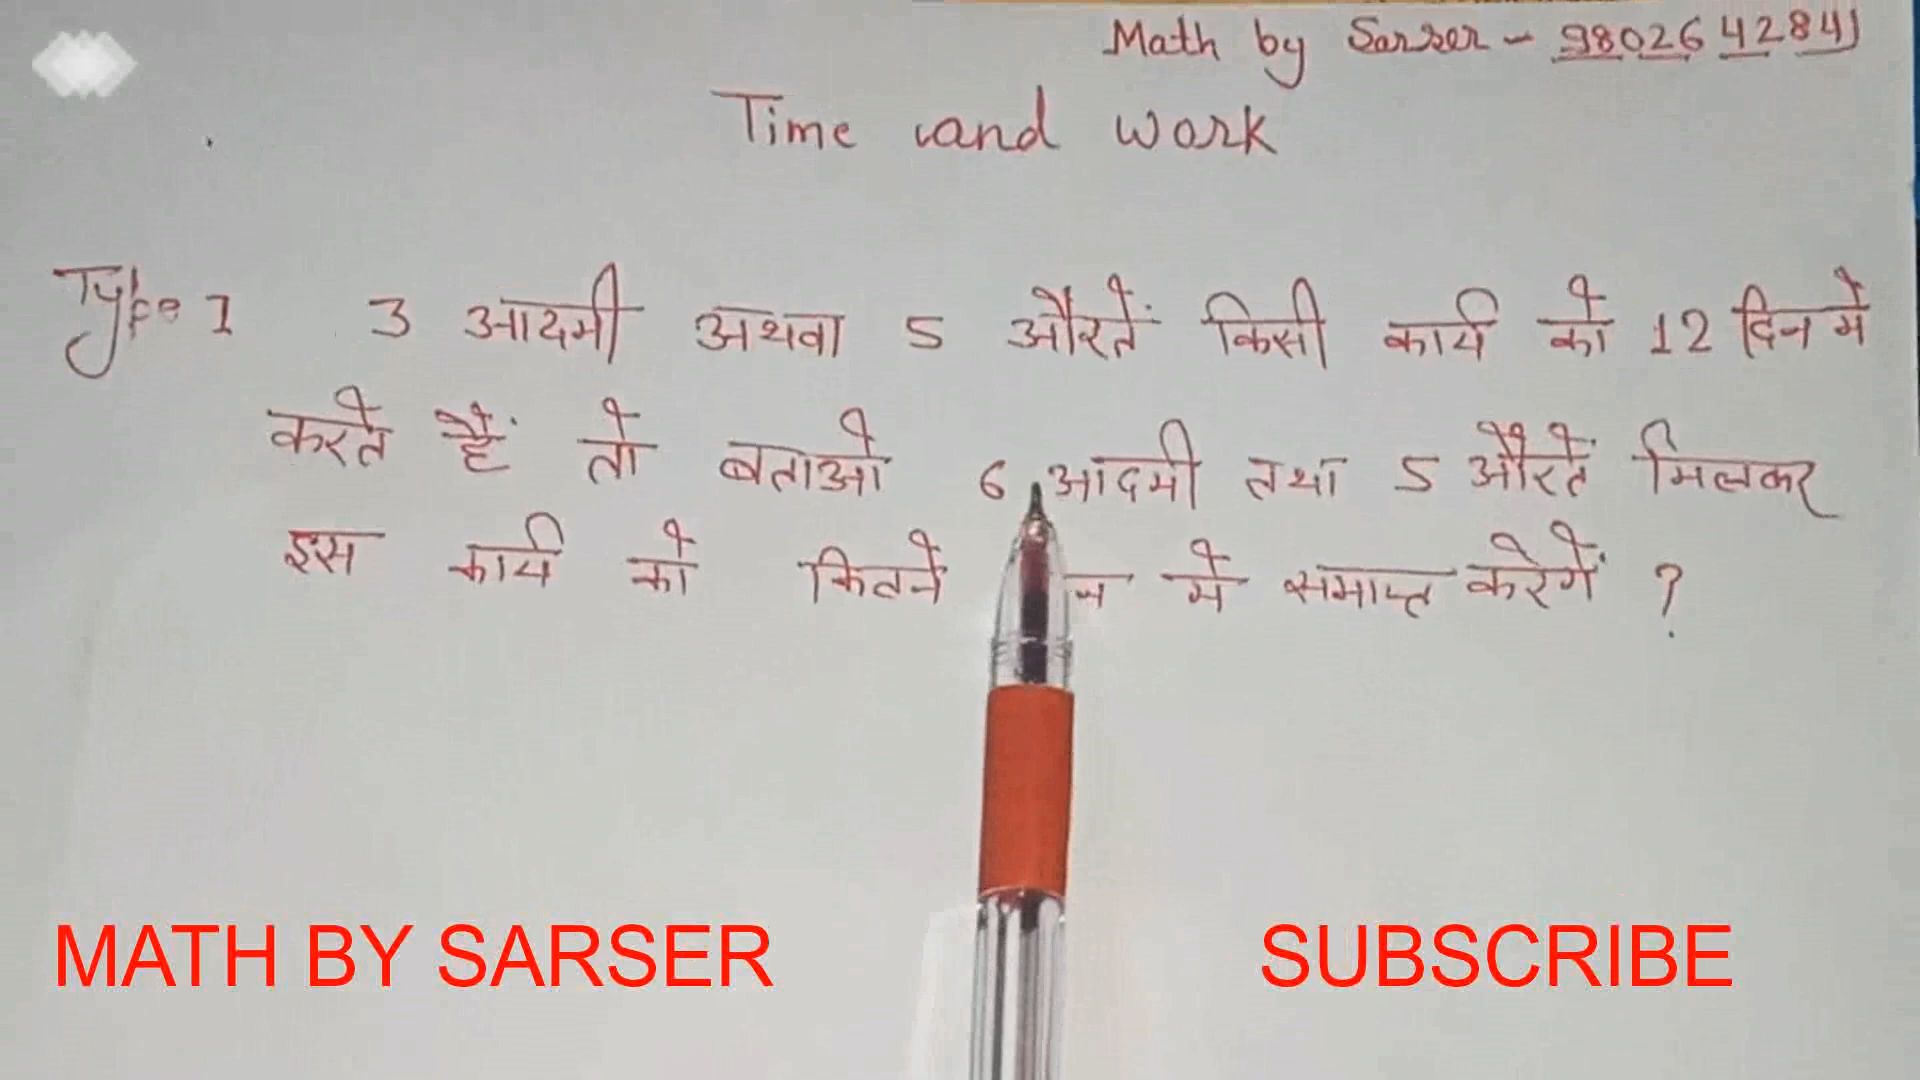 Math by Sarser - 9802642841
Time and work
Type 1 3 आदमी अथवा 5 औरतें किसी कार्य को 12 दिन मे
करते हैं तो बताओ 6 आदमी तथा 5 औरतें मिलकर
इस कार्य को कितने न मे समाप्त करेगें ?
MATH BY SARSER
SUBSCRIBE